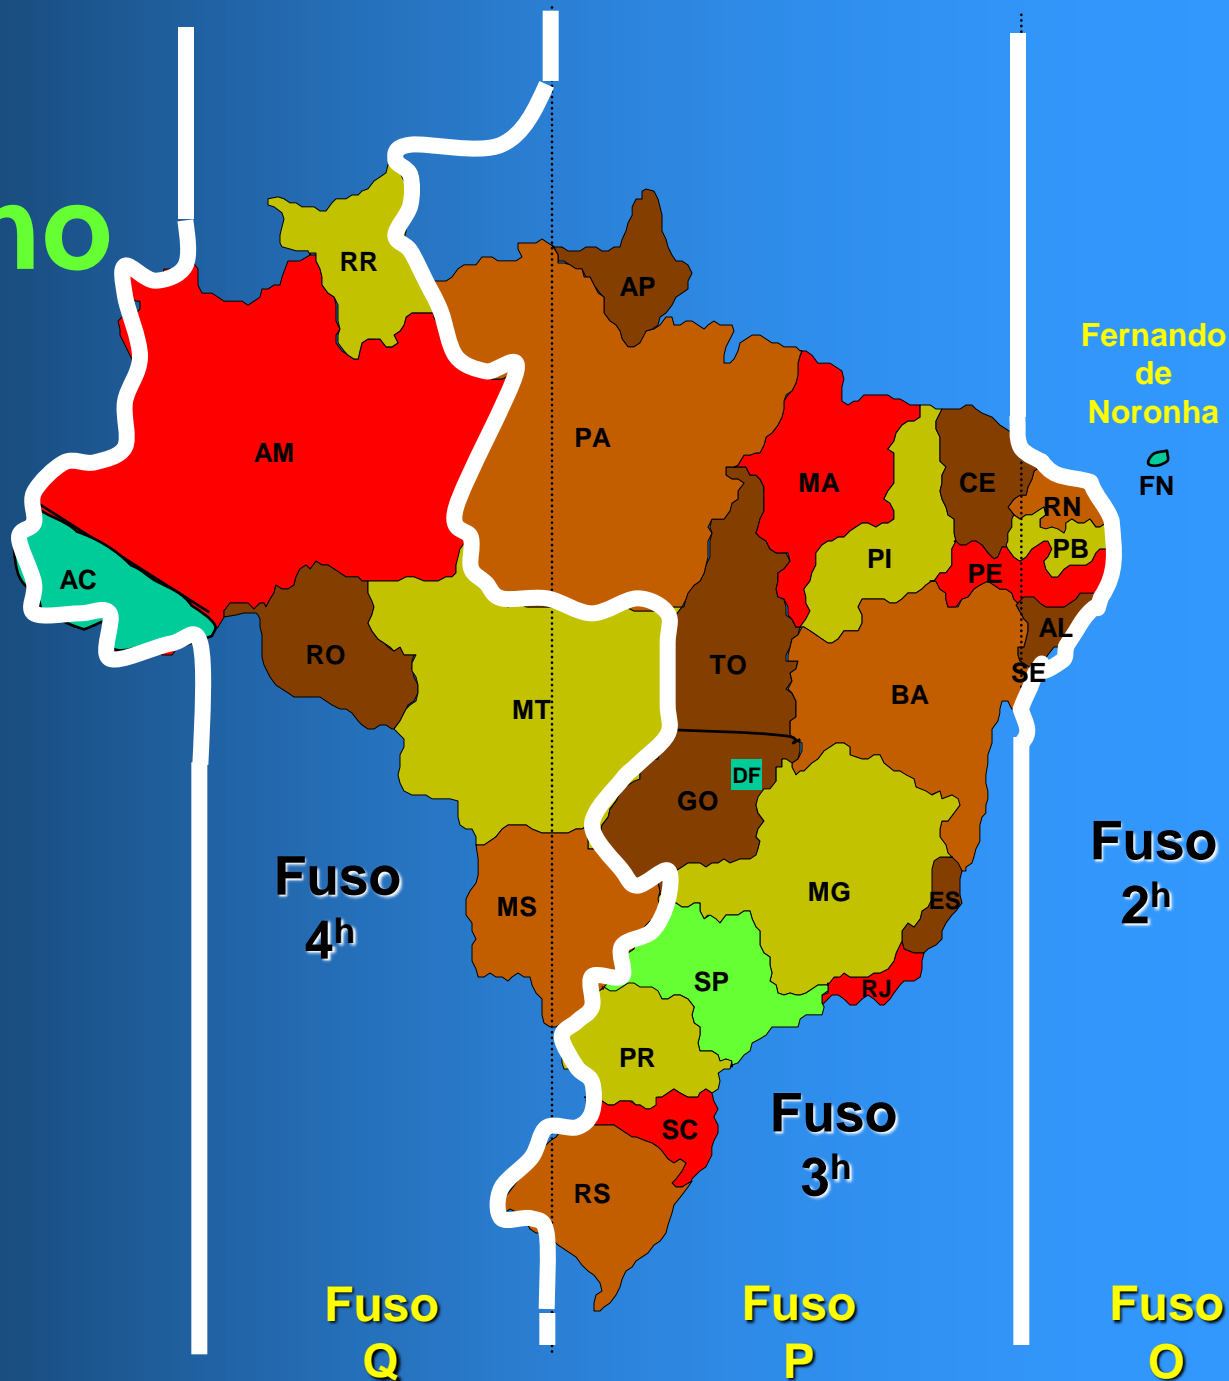 no
RR
AP
Fernando
de
Noronha
FN
PA
AM
MA
CE
RN
PB
PI
PE
AC
AL
RO
TO
SE
BA
MT
DF
GO
MG
ES
MS
SP
RJ
PR
SC
RS
Fuso
4h
Fuso
2h
Fuso
3h
Fuso
Q
Fuso
P
Fuso
O